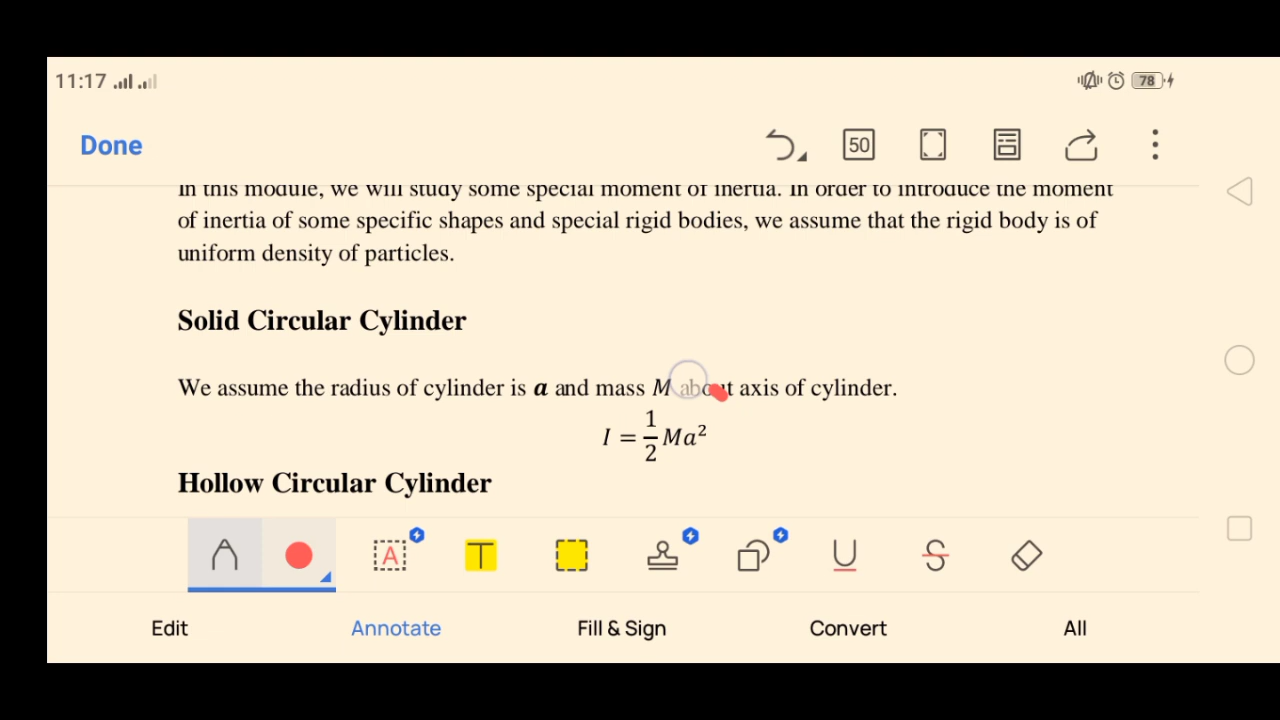 11:17
78
Done
50
In this module, we will study some special moment of inertia. In order to introduce the moment
of inertia of some specific shapes and special rigid bodies, we assume that the rigid body is of
uniform density of particles.
Solid Circular Cylinder
We assume the radius of cylinder is a and mass M about axis of cylinder.
I = 1/2 Ma²
Hollow Circular Cylinder
A
T
U
S
Edit
Annotate
Fill & Sign
Convert
All